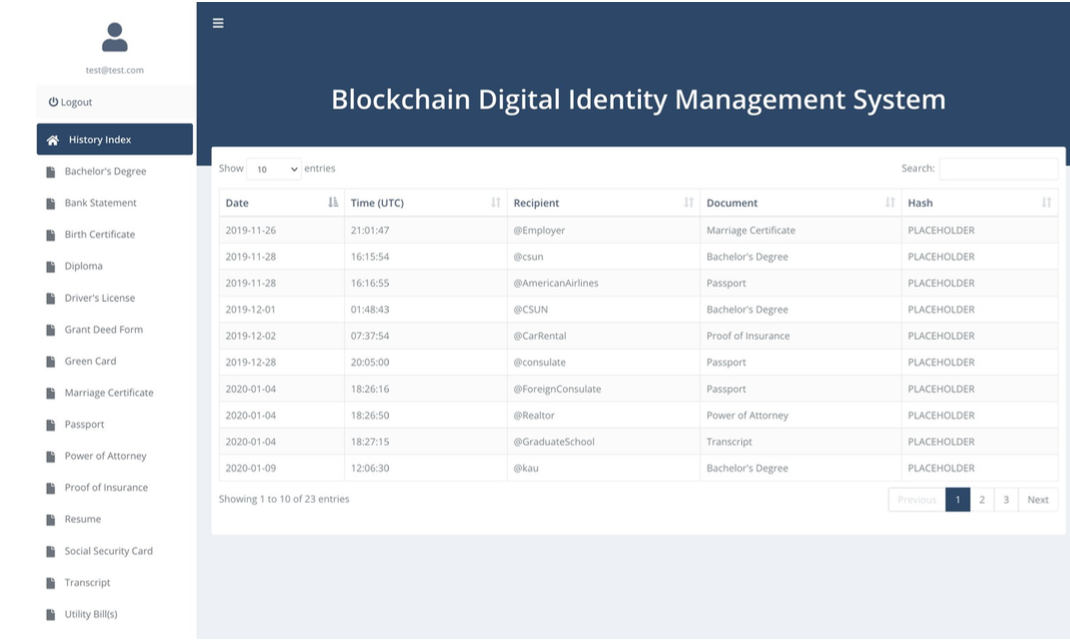 test@test.com
Logout
History Index
Bachelor's Degree
Bank Statement
Birth Certificate
Diploma
Driver's License
Grant Deed Form
Green Card
Marriage Certificate
Passport
Power of Attorney
Proof of Insurance
Resume
Social Security Card
Transcript
Utility Bill(s)
Blockchain Digital Identity Management System
Show 10 entries Search:
Date Time (UTC) Recipient Document Hash
2019-11-26 21:01:47 @Employer Marriage Certificate PLACEHOLDER
2019-11-28 16:15:54 @csun Bachelor's Degree PLACEHOLDER
2019-11-28 16:16:55 @AmericanAirlines Passport PLACEHOLDER
2019-12-01 01:48:43 @CSUN Bachelor's Degree PLACEHOLDER
2019-12-02 07:37:54 @CarRental Proof of Insurance PLACEHOLDER
2019-12-28 20:05:00 @consulate Passport PLACEHOLDER
2020-01-04 18:26:16 @ForeignConsulate Passport PLACEHOLDER
2020-01-04 18:26:50 @Realtor Power of Attorney PLACEHOLDER
2020-01-04 18:27:15 @GraduateSchool Transcript PLACEHOLDER
2020-01-09 12:06:30 @kau Bachelor's Degree PLACEHOLDER
Showing 1 to 10 of 23 entries Previous 1 2 3 Next